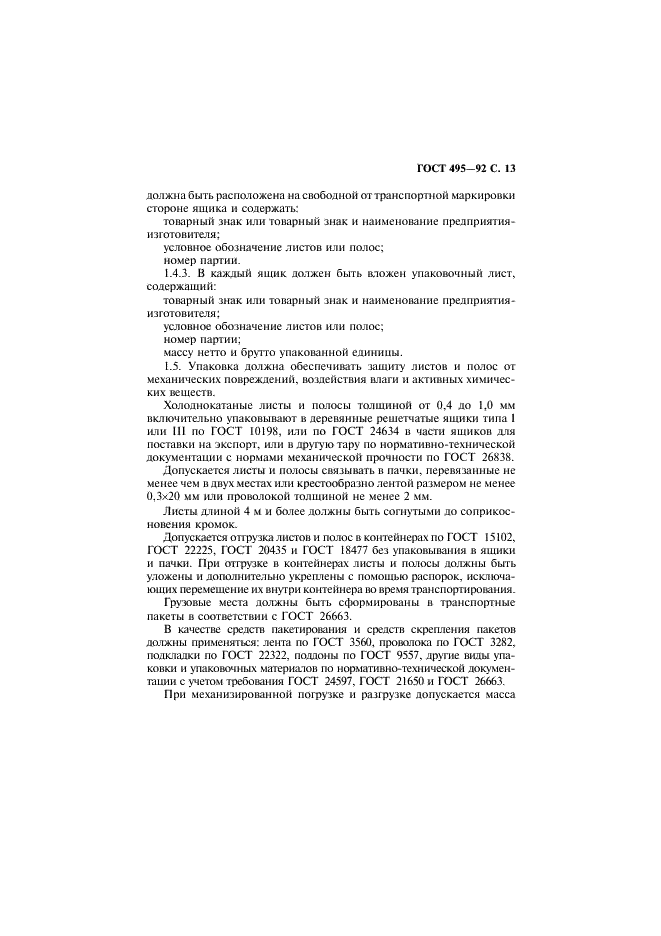 ГОСТ 495—92 С. 13
должна быть расположена на свободной от транспортной маркировки
стороне ящика и содержать:
товарный знак или товарный знак и наименование предприятия-
изготовителя;
условное обозначение листов или полос;
номер партии.
1.4.3. В каждый ящик должен быть вложен упаковочный лист,
содержащий:
товарный знак или товарный знак и наименование предприятия-
изготовителя;
условное обозначение листов или полос;
номер партии;
массу нетто и брутто упакованной единицы.
1.5. Упаковка должна обеспечивать защиту листов и полос от
механических повреждений, воздействия влаги и активных химичес-
ких веществ.
Холоднокатаные листы и полосы толщиной от 0,4 до 1,0 мм
включительно упаковывают в деревянные решетчатые ящики типа I
или III по ГОСТ 10198, или по ГОСТ 24634 в части ящиков для
поставки на экспорт, или в другую тару по нормативно-технической
документации с нормами механической прочности по ГОСТ 26838.
Допускается листы и полосы связывать в пачки, перевязанные не
менее чем в двух местах или крестообразно лентой размером не менее
0,3×20 мм или проволокой толщиной не менее 2 мм.
Листы длиной 4 м и более должны быть согнутыми до соприкос-
новения кромок.
Допускается отгрузка листов и полос в контейнерах по ГОСТ 15102,
ГОСТ 22225, ГОСТ 20435 и ГОСТ 18477 без упаковывания в ящики
и пачки. При отгрузке в контейнерах листы и полосы должны быть
уложены и дополнительно укреплены с помощью распорок, исключа-
ющих перемещение их внутри контейнера во время транспортирования.
Грузовые места должны быть сформированы в транспортные
пакеты в соответствии с ГОСТ 26663.
В качестве средств пакетирования и средств скрепления пакетов
должны применяться: лента по ГОСТ 3560, проволока по ГОСТ 3282,
подкладки по ГОСТ 22322, поддоны по ГОСТ 9557, другие виды упа-
ковки и упаковочных материалов по нормативно-технической докумен-
тации с учетом требования ГОСТ 24597, ГОСТ 21650 и ГОСТ 26663.
При механизированной погрузке и разгрузке допускается масса